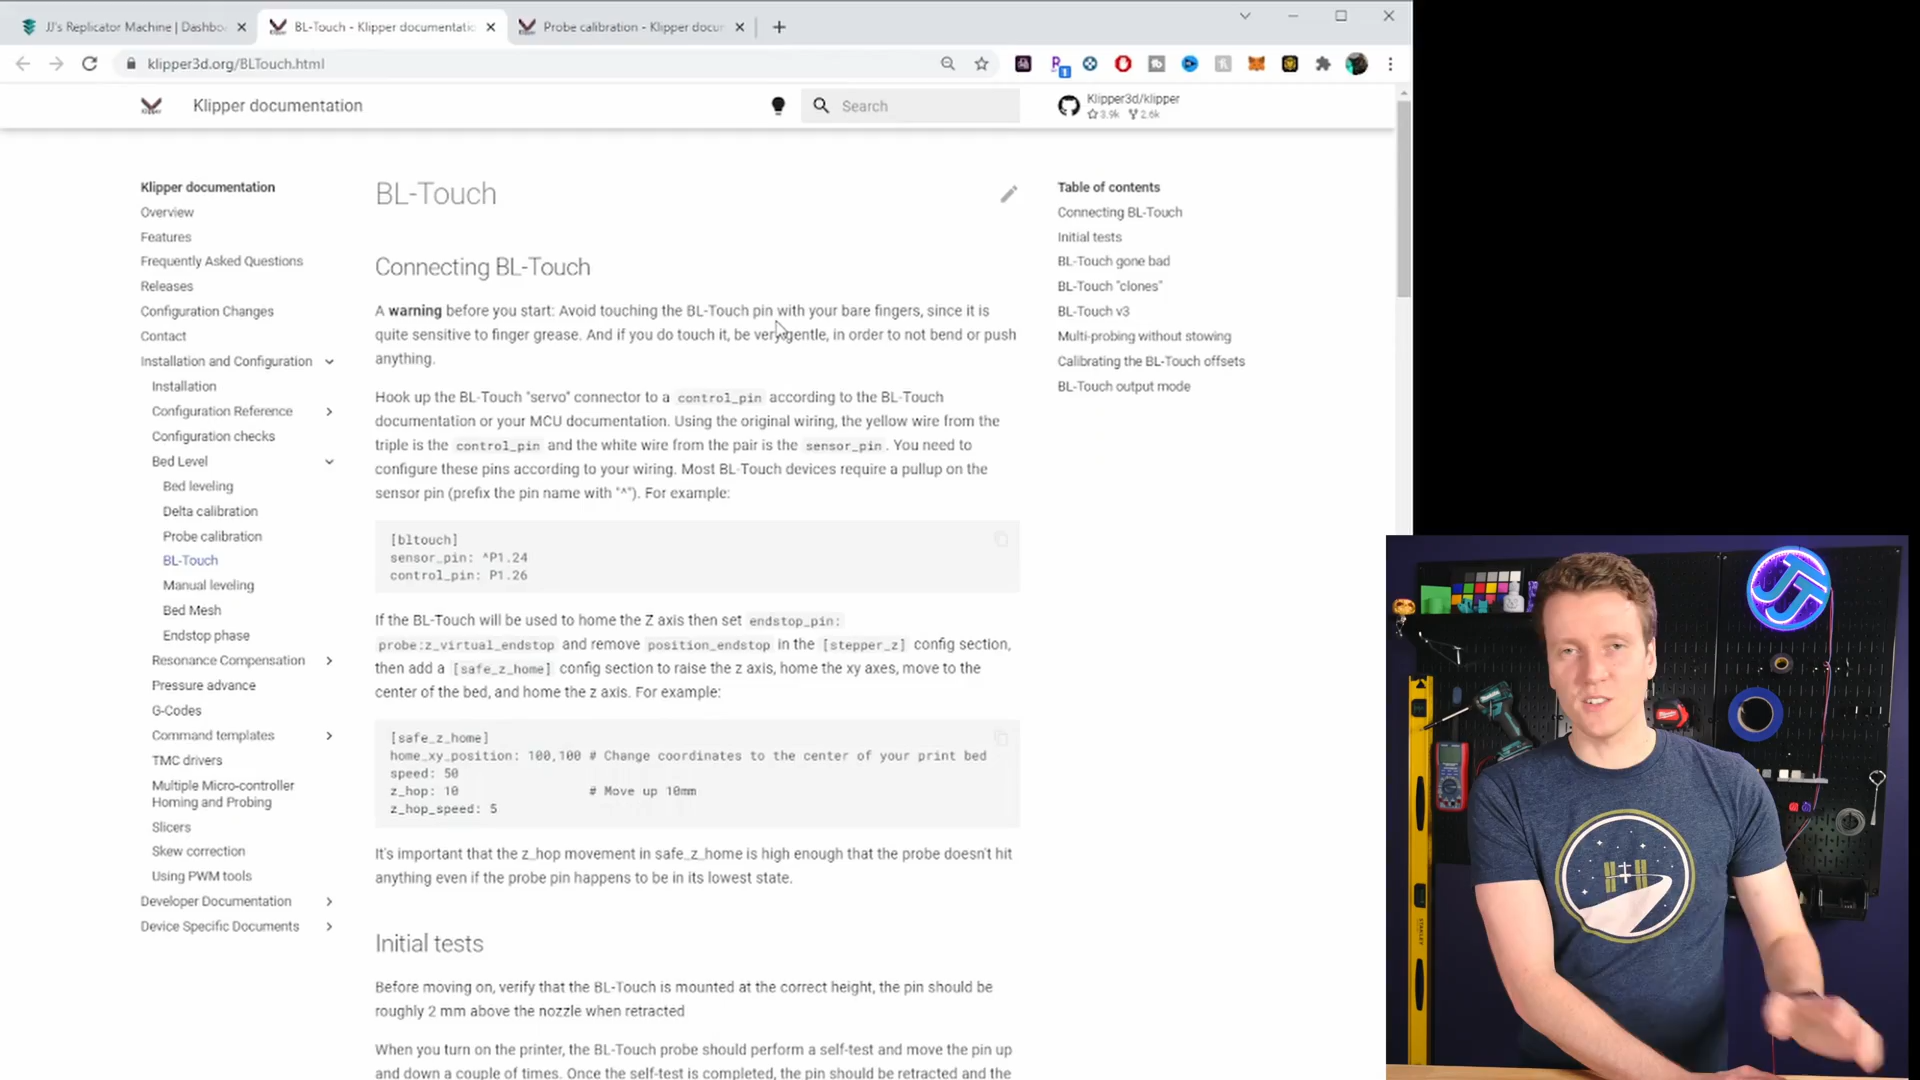 JJ's Replicator Machine | Dashbo
BL-Touch - Klipper documentatio
Probe calibration - Klipper docu
klipper3d.org/BLTouch.html
Klipper documentation
Search
Klipper3d/klipper
3.9k 2.6k
Klipper documentation
Overview
Features
Frequently Asked Questions
Releases
Configuration Changes
Contact
Installation and Configuration
Installation
Configuration Reference
Configuration checks
Bed Level
Bed leveling
Delta calibration
Probe calibration
BL-Touch
Manual leveling
Bed Mesh
Endstop phase
Resonance Compensation
Pressure advance
G-Codes
Command templates
TMC drivers
Multiple Micro-controller
Homing and Probing
Slicers
Skew correction
Using PWM tools
Developer Documentation
Device Specific Documents
BL-Touch
Connecting BL-Touch
A warning before you start: Avoid touching the BL-Touch pin with your bare fingers, since it is
quite sensitive to finger grease. And if you do touch it, be very gentle, in order to not bend or push
anything.
Hook up the BL-Touch "servo" connector to a control_pin according to the BL-Touch
documentation or your MCU documentation. Using the original wiring, the yellow wire from the
triple is the control_pin and the white wire from the pair is the sensor_pin. You need to
configure these pins according to your wiring. Most BL-Touch devices require a pullup on the
sensor pin (prefix the pin name with "^"). For example:
[bltouch]
sensor_pin: ^P1.24
control_pin: P1.26
If the BL-Touch will be used to home the Z axis then set endstop_pin:
probe:z_virtual_endstop and remove position_endstop in the [stepper_z] config section,
then add a [safe_z_home] config section to raise the z axis, home the xy axes, move to the
center of the bed, and home the z axis. For example:
[safe_z_home]
home_xy_position: 100,100 # Change coordinates to the center of your print bed
speed: 50
z_hop: 10 # Move up 10mm
z_hop_speed: 5
It's important that the z_hop movement in safe_z_home is high enough that the probe doesn't hit
anything even if the probe pin happens to be in its lowest state.
Initial tests
Before moving on, verify that the BL-Touch is mounted at the correct height, the pin should be
roughly 2 mm above the nozzle when retracted
When you turn on the printer, the BL-Touch probe should perform a self-test and move the pin up
and down a couple of times. Once the self-test is completed, the pin should be retracted and the
Table of contents
Connecting BL-Touch
Initial tests
BL-Touch gone bad
BL-Touch "clones"
BL-Touch v3
Multi-probing without stowing
Calibrating the BL-Touch offsets
BL-Touch output mode
JJ
STANLEY